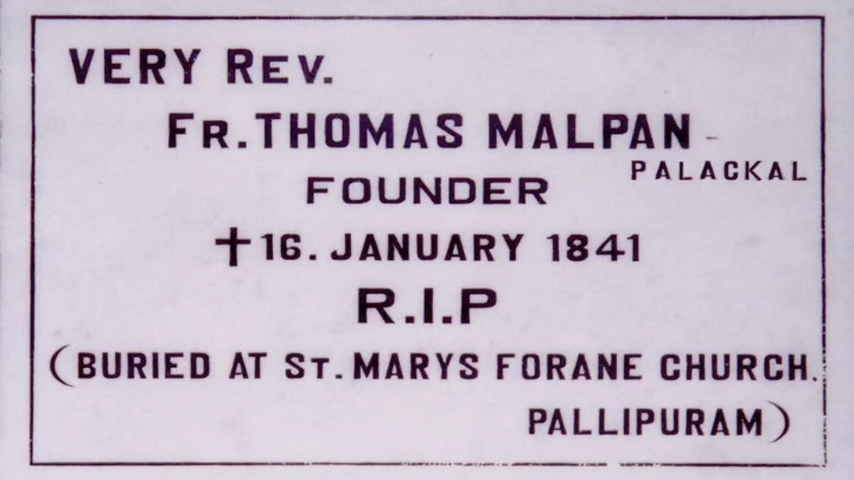 VERY REV.
FR. THOMAS MALPAN -
PALACKAL
FOUNDER
✝16. JANUARY 1841
R.I.P
(BURIED AT ST. MARYS FORANE CHURCH.
PALLIPURAM)